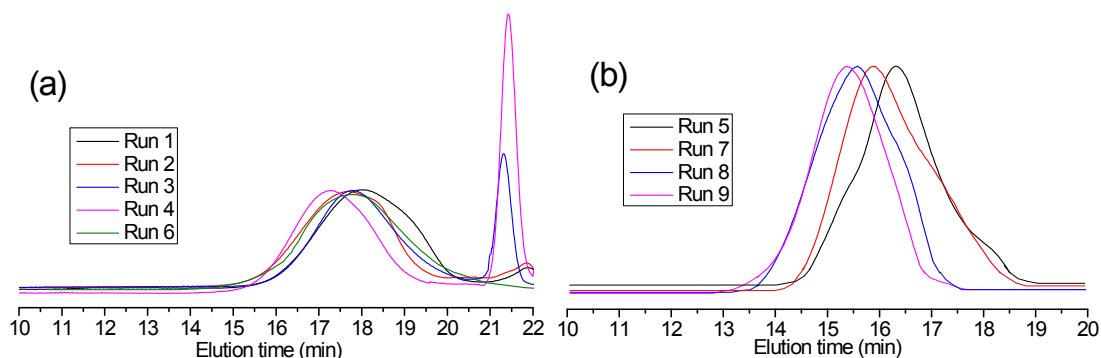 (a)
Run 1
Run 2
Run 3
Run 4
Run 6
10 11 12 13 14 15 16 17 18 19 20 21 22
Elution time (min)
(b)
Run 5
Run 7
Run 8
Run 9
10 11 12 13 14 15 16 17 18 19 20
Elution time (min)